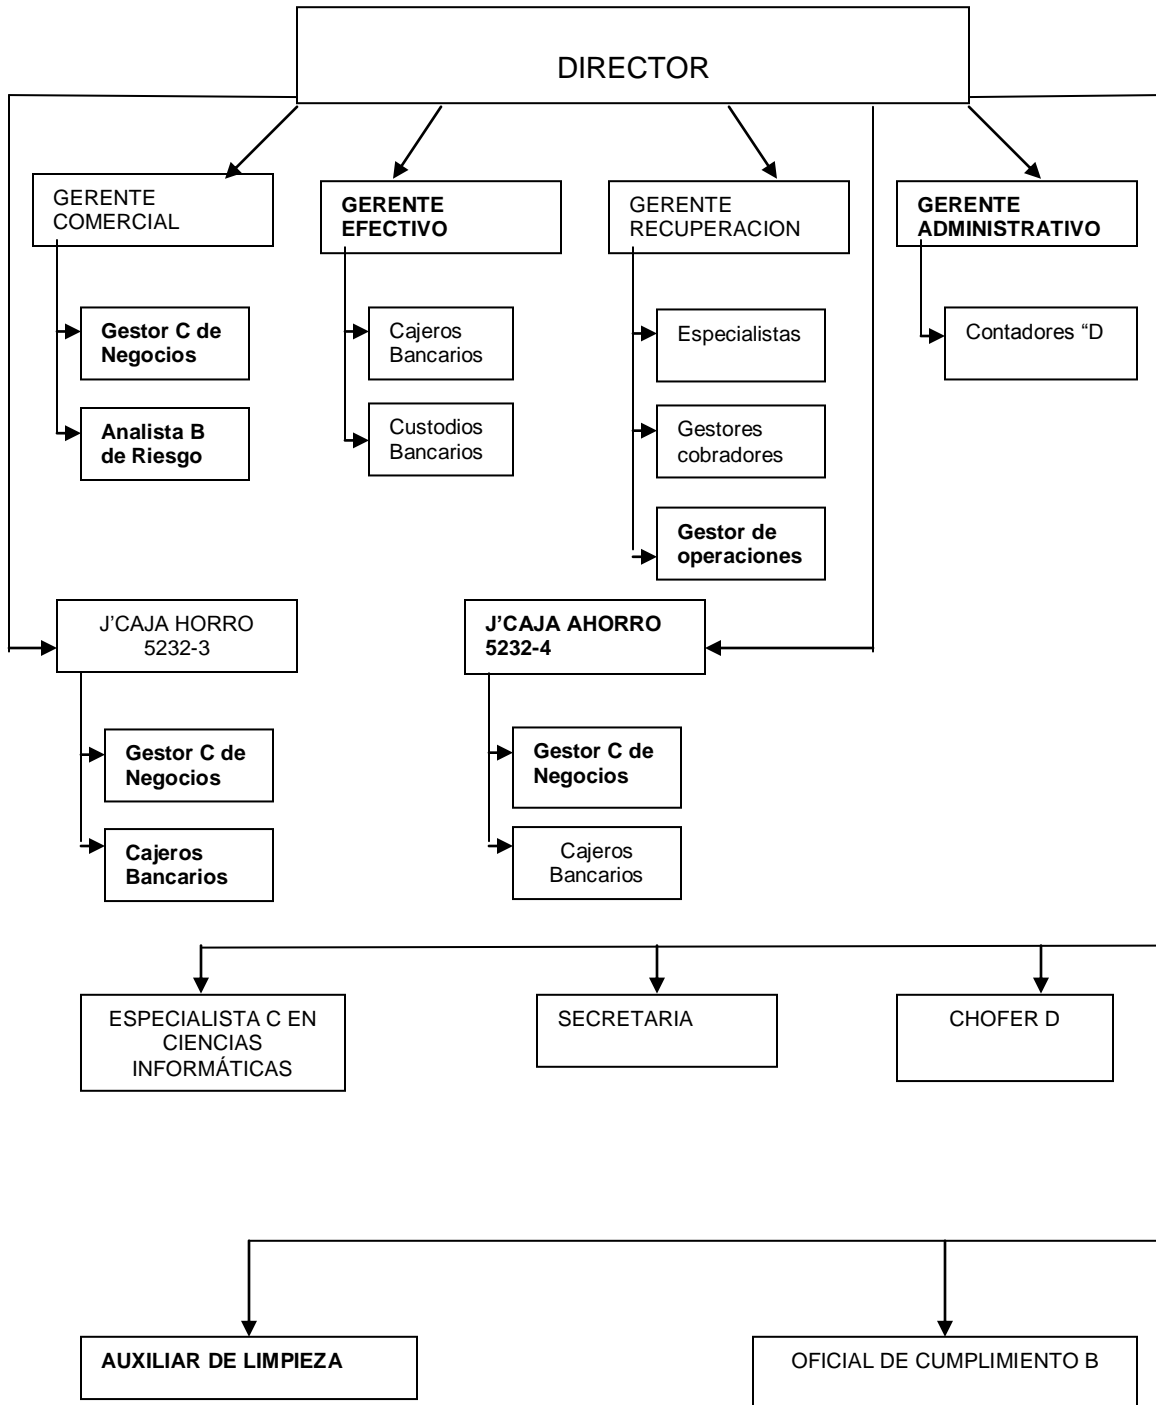 DIRECTOR
GERENTE
COMERCIAL
GERENTE
EFECTIVO
GERENTE
RECUPERACION
GERENTE
ADMINISTRATIVO
Gestor C de
Negocios
Analista B
de Riesgo
Cajeros
Bancarios
Custodios
Bancarios
Especialistas
Gestores
cobradores
Gestor de
operaciones
Contadores “D
J’CAJA HORRO
5232-3
Gestor C de
Negocios
Cajeros
Bancarios
J’CAJA AHORRO
5232-4
Gestor C de
Negocios
Cajeros
Bancarios
ESPECIALISTA C EN
CIENCIAS
INFORMÁTICAS
SECRETARIA
CHOFER D
AUXILIAR DE LIMPIEZA
OFICIAL DE CUMPLIMIENTO B